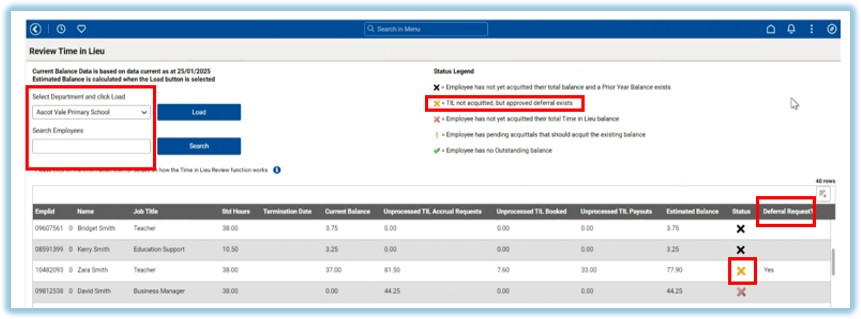 Search in Menu
Review Time in Lieu
Current Balance Data is based on data current as at 25/01/2025
Estimated Balance is calculated when the Load button is selected
Select Department and click Load
Ascot Vale Primary School
Load
Search Employees
Search
Status Legend
= Employee has not yet acquitted their total balance and a Prior Year Balance exists
= TIL not acquitted, but approved deferral exists
= Employee has not yet acquitted their total Time in Lieu balance
! = Employee has pending acquittals that should acquit the existing balance
= Employee has no Outstanding balance
how the Time in Lieu Review function works.
40 rows
Emplid Name Job Title Std Hours Termination Date Current Balance Unprocessed TIL Accrual Requests Unprocessed TIL Booked Unprocessed TIL Payouts Estimated Balance Status Deferral Request?
09607561 0 Bridget Smith Teacher 38.00 3.75 0.00 0.00 0.00 3.75
08591399 0 Kerry Smith Education Support 10.50 3.25 0.00 0.00 0.00 3.25
10482093 0 Zara Smith Teacher 38.00 37.00 81.50 7.60 33.00 77.90 Yes
09812538 0 David Smith Business Manager 38.00 0.00 44.25 0.00 0.00 44.25